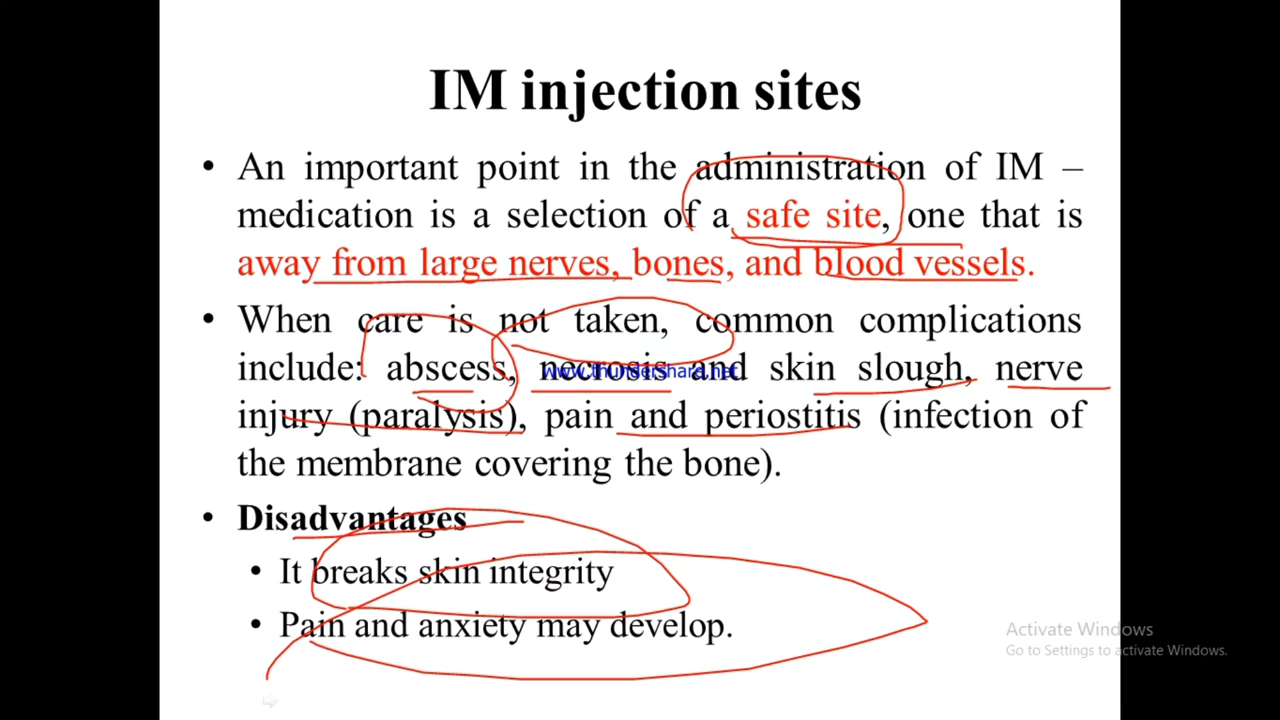 IM injection sites
• An important point in the administration of IM –
medication is a selection of a safe site, one that is
away from large nerves, bones, and blood vessels.
• When care is not taken, common complications
include: abscess, necrosis and skin slough, nerve
www.thundershare.net
injury (paralysis), pain and periostitis (infection of
the membrane covering the bone).
• Disadvantages
• It breaks skin integrity
• Pain and anxiety may develop.
Activate Windows
Go to Settings to activate Windows.